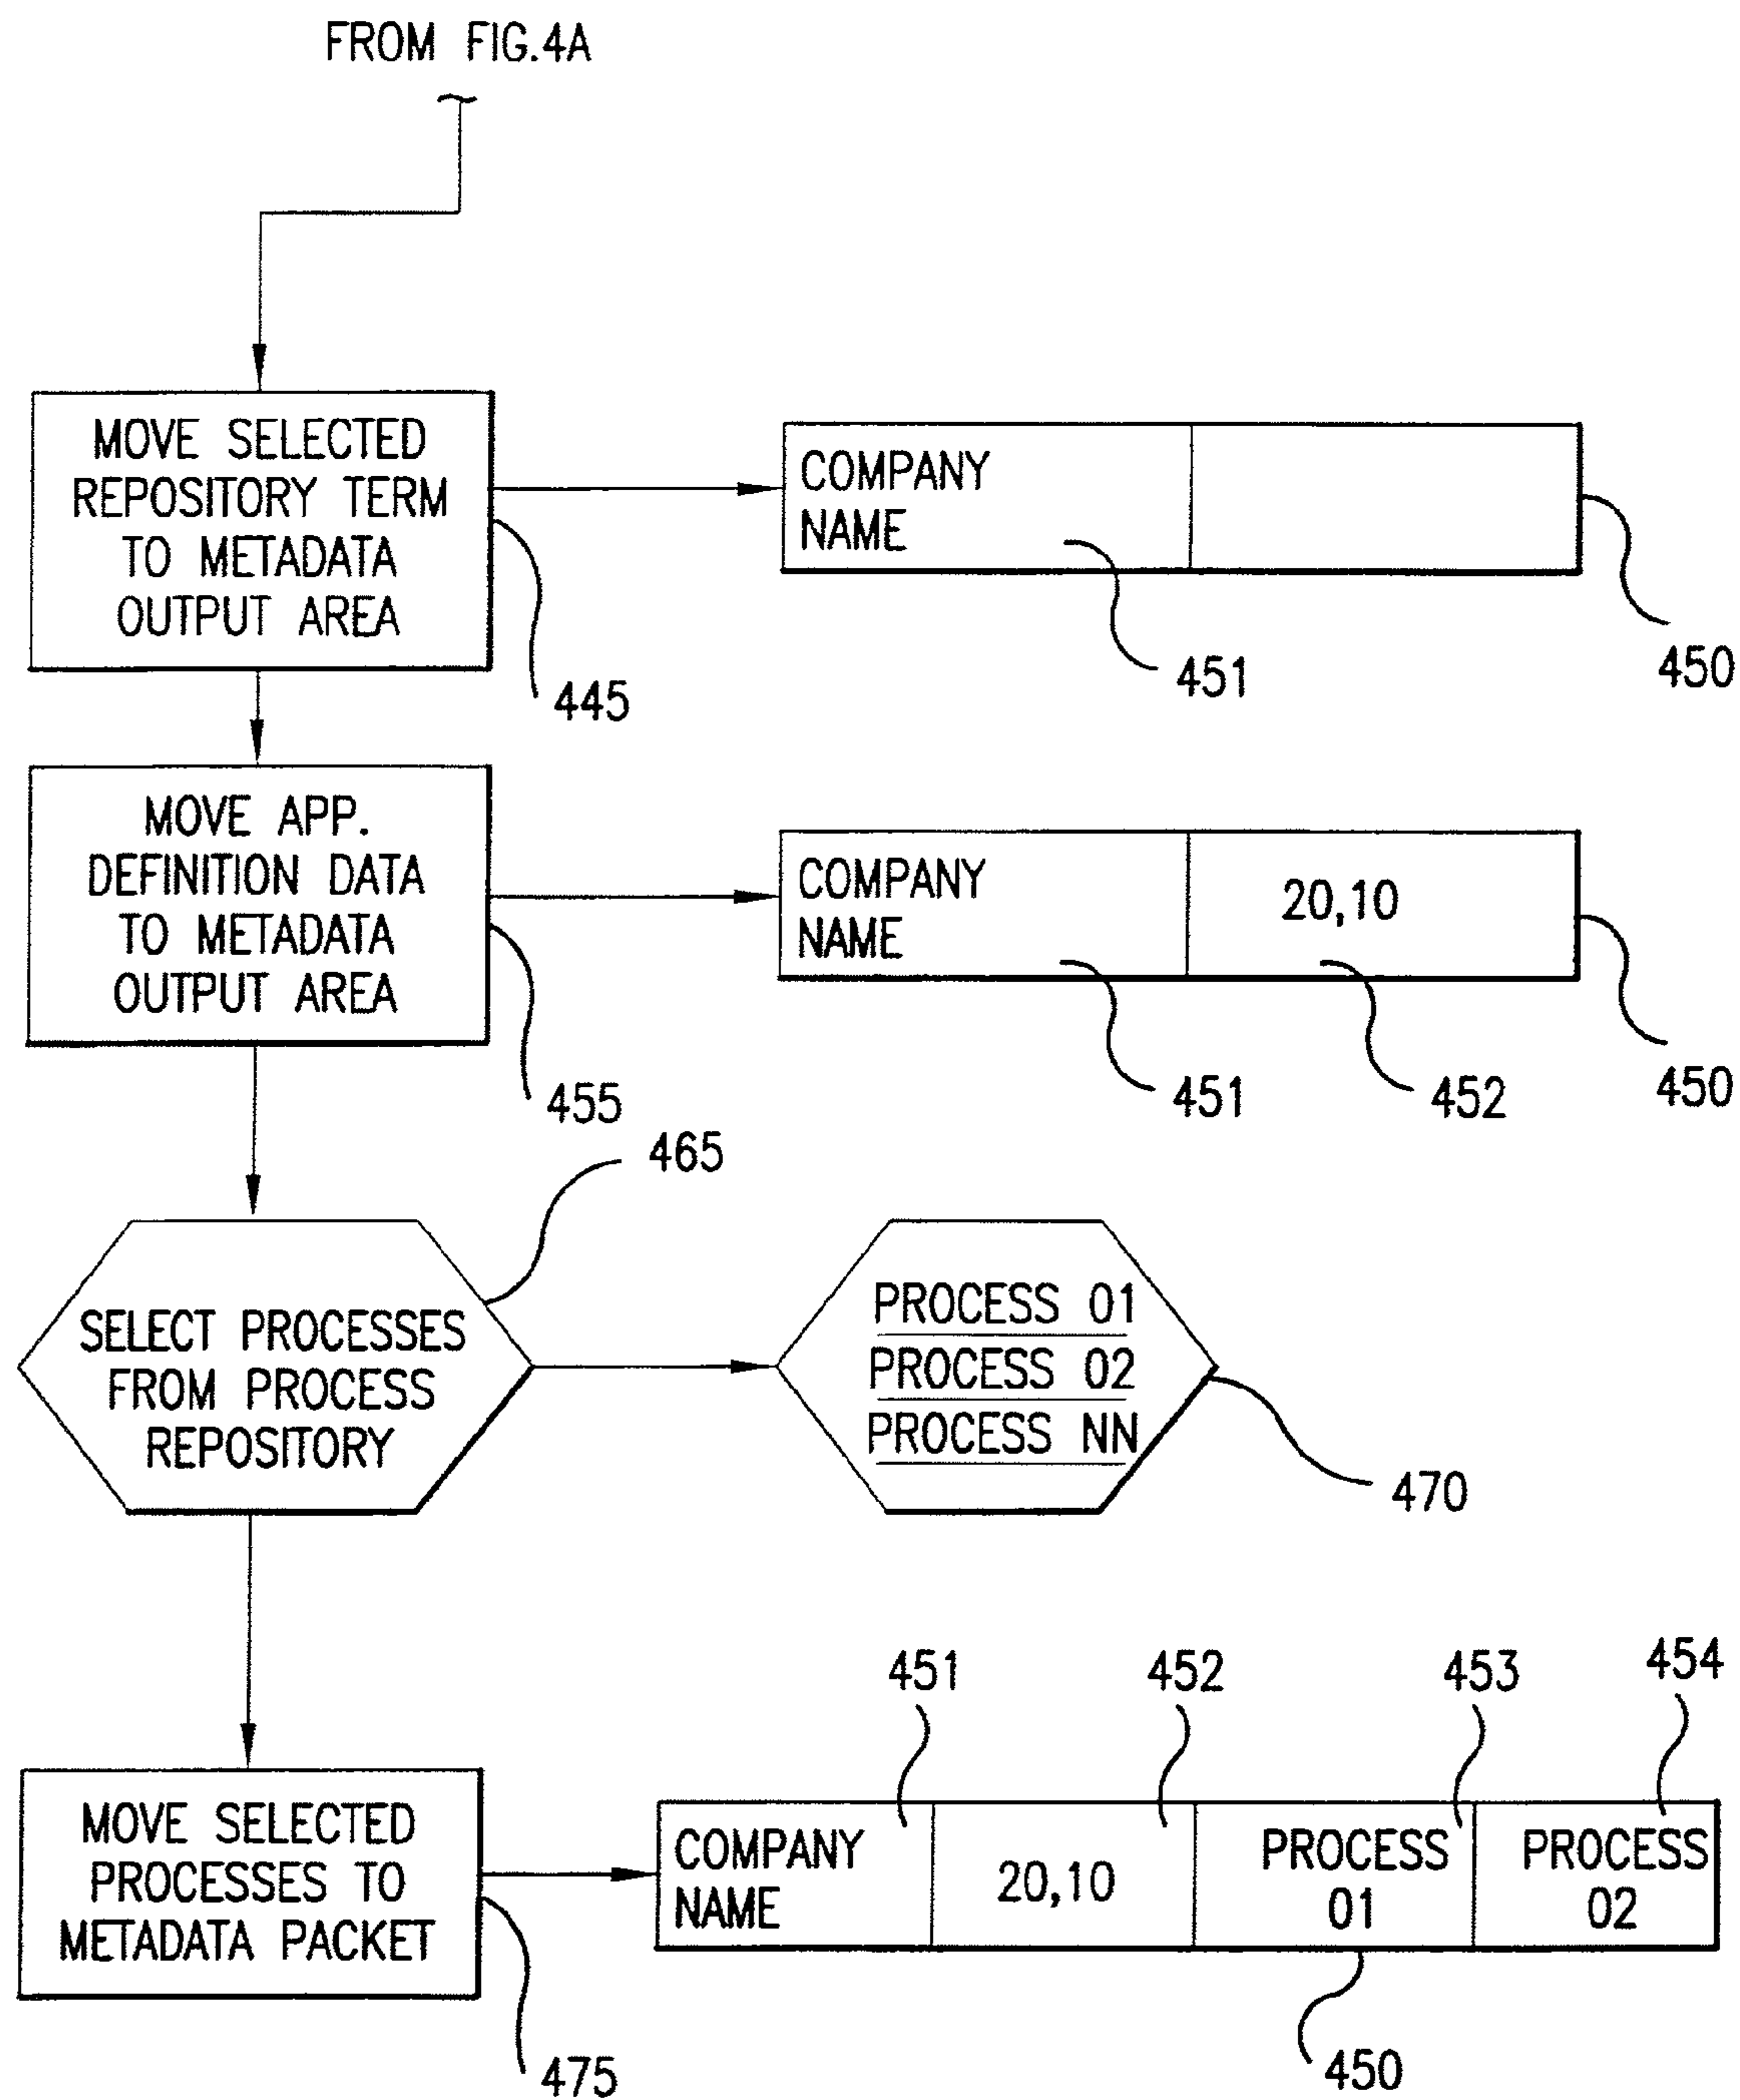 FROM FIG.4A
MOVE SELECTED
REPOSITORY TERM
TO METADATA
OUTPUT AREA
445
COMPANY
NAME
451
450
MOVE APP.
DEFINITION DATA
TO METADATA
OUTPUT AREA
455
COMPANY
NAME
20,10
451
452
450
465
SELECT PROCESSES
FROM PROCESS
REPOSITORY
PROCESS 01
PROCESS 02
PROCESS NN
470
MOVE SELECTED
PROCESSES TO
METADATA PACKET
475
451
452
453
454
COMPANY
NAME
20,10
PROCESS
01
PROCESS
02
450